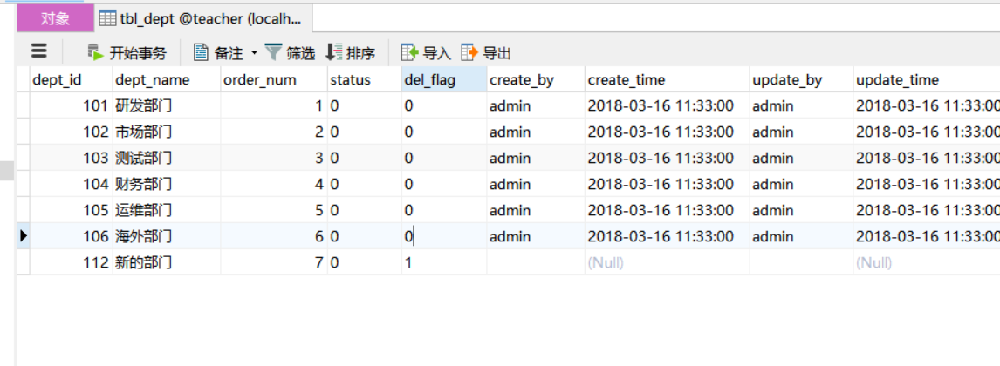 对象 tbl_dept @teacher (localh...
开始事务 备注 筛选 排序 导入 导出
dept_id dept_name order_num status del_flag create_by create_time update_by update_time
101 研发部门 1 0 0 admin 2018-03-16 11:33:00 admin 2018-03-16 11:33:00
102 市场部门 2 0 0 admin 2018-03-16 11:33:00 admin 2018-03-16 11:33:00
103 测试部门 3 0 0 admin 2018-03-16 11:33:00 admin 2018-03-16 11:33:00
104 财务部门 4 0 0 admin 2018-03-16 11:33:00 admin 2018-03-16 11:33:00
105 运维部门 5 0 0 admin 2018-03-16 11:33:00 admin 2018-03-16 11:33:00
106 海外部门 6 0 0 admin 2018-03-16 11:33:00 admin 2018-03-16 11:33:00
112 新的部门 7 0 1 (Null) (Null)